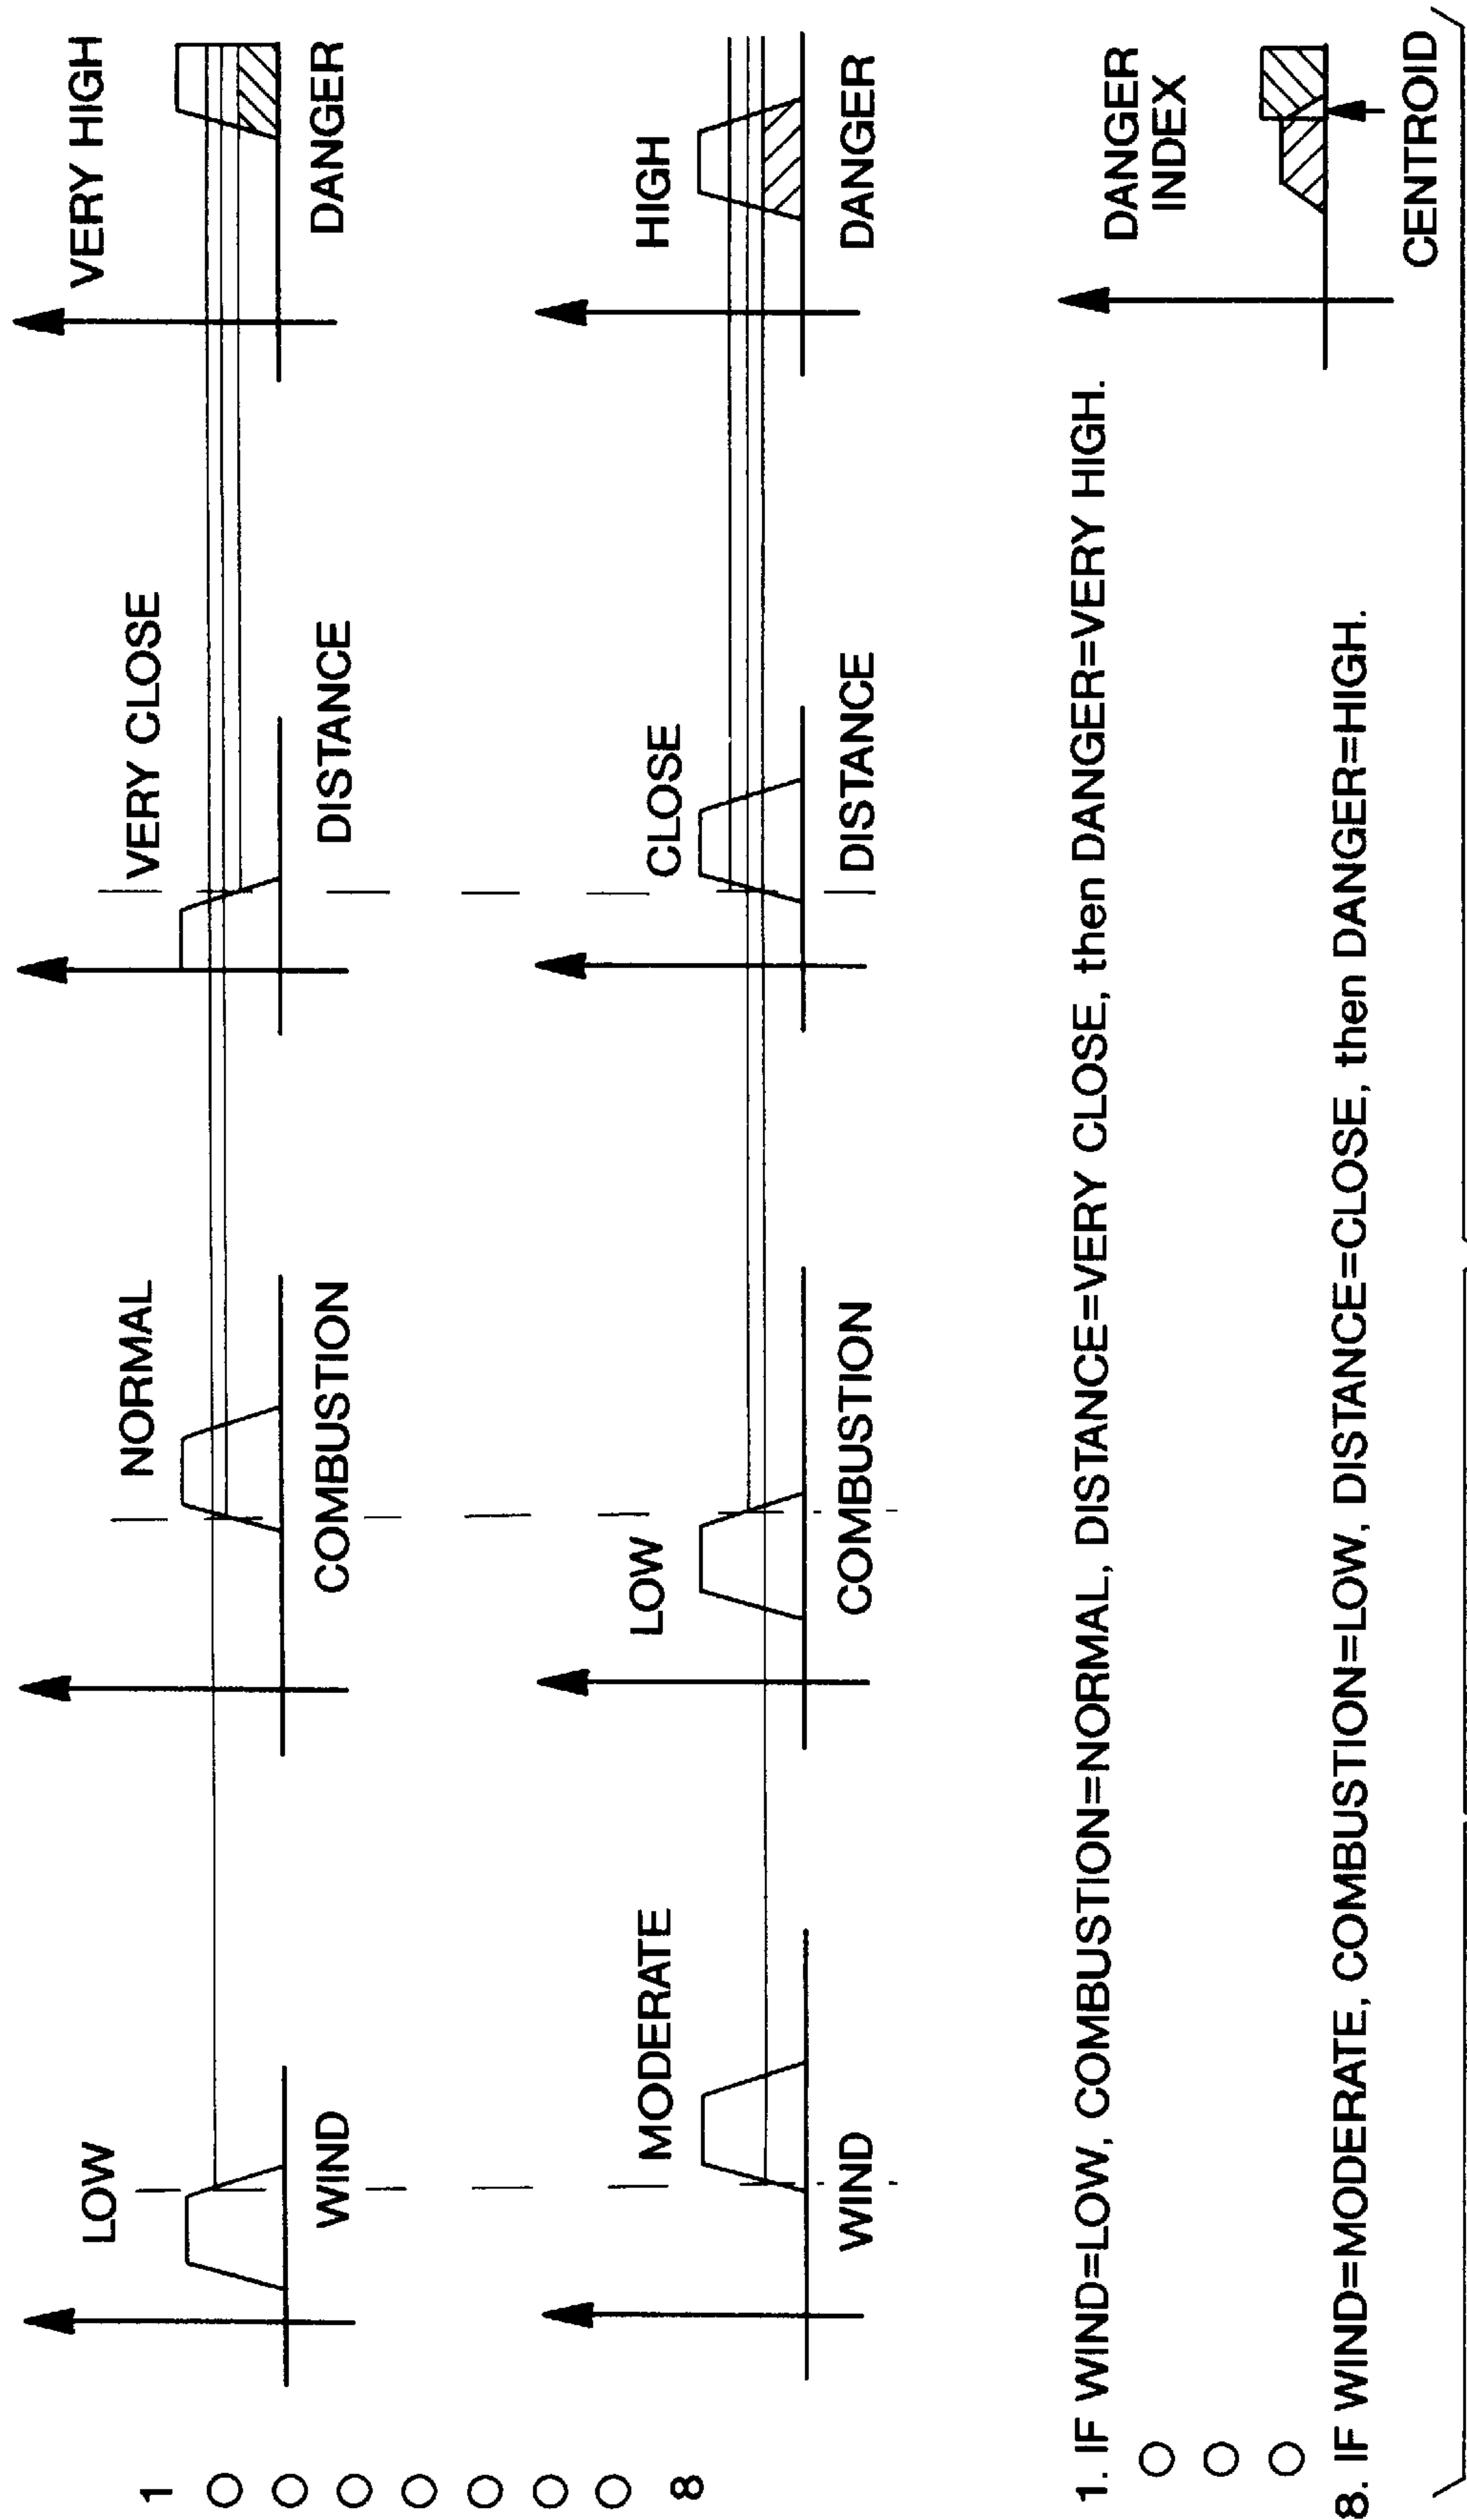 1
LOW
NORMAL
VERY CLOSE
VERY HIGH
WIND
COMBUSTION
DISTANCE
DANGER
8
MODERATE
LOW
CLOSE
HIGH
WIND
COMBUSTION
DISTANCE
DANGER
1. IF WIND=LOW, COMBUSTION=NORMAL, DISTANCE=VERY CLOSE, then DANGER=VERY HIGH.
8. IF WIND=MODERATE, COMBUSTION=LOW, DISTANCE=CLOSE, then DANGER=HIGH.
DANGER
INDEX
CENTROID